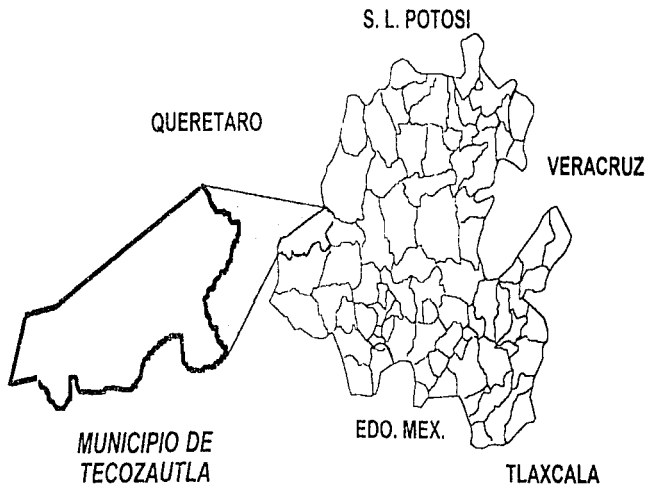 S. L. POTOSI
QUERETARO
VERACRUZ
EDO. MEX.
MUNICIPIO DE
TECOZAUTLA
TLAXCALA